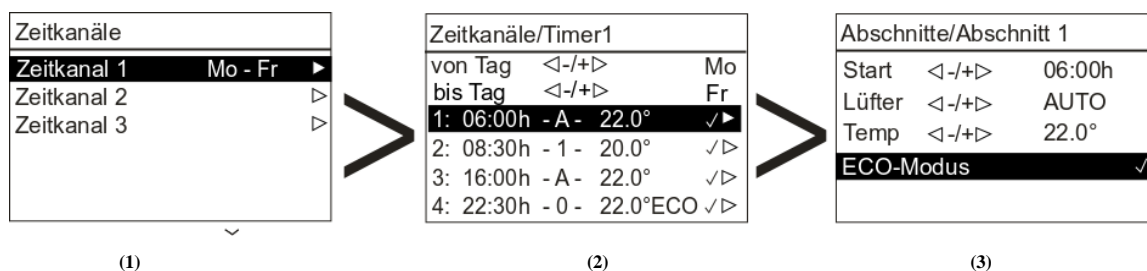 Zeitkanäle
Zeitkanal 1 Mo - Fr ▶
Zeitkanal 2 ▷
Zeitkanal 3 ▷
(1)
Zeitkanäle/Timer1
von Tag ◁-/+▷ Mo
bis Tag ◁-/+▷ Fr
1: 06:00h - A - 22.0° ✓▶
2: 08:30h - 1 - 20.0° ✓▷
3: 16:00h - A - 22.0° ✓▷
4: 22:30h - 0 - 22.0°ECO ✓▷
(2)
Abschnitte/Abschnitt 1
Start ◁-/+▷ 06:00h
Lüfter ◁-/+▷ AUTO
Temp ◁-/+▷ 22.0°
ECO-Modus ✓
(3)